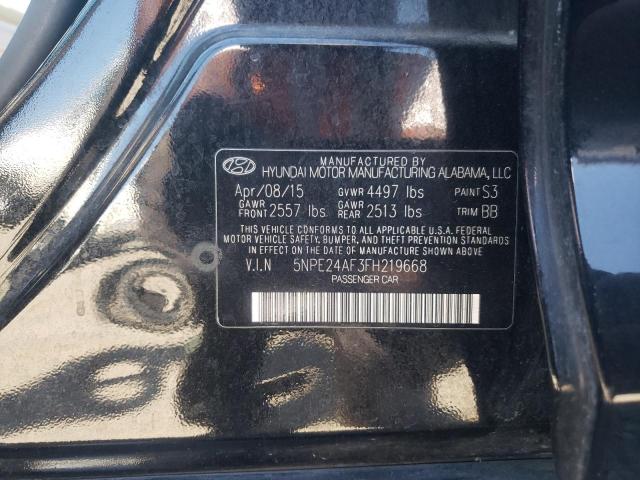 MANUFACTURED BY
HYUNDAI MOTOR MANUFACTURING ALABAMA, LLC
Apr/08/15 GVWR 4497 lbs PAINT S3
GAWR FRONT 2557 lbs GAWR REAR 2513 lbs TRIM BB
THIS VEHICLE CONFORMS TO ALL APPLICABLE U.S.A. FEDERAL
MOTOR VEHICLE SAFETY, BUMPER, AND THEFT PREVENTION STANDARDS
IN EFFECT ON THE DATE OF MANUFACTURE SHOWN ABOVE.
V.I.N 5NPE24AF3FH219668
PASSENGER CAR